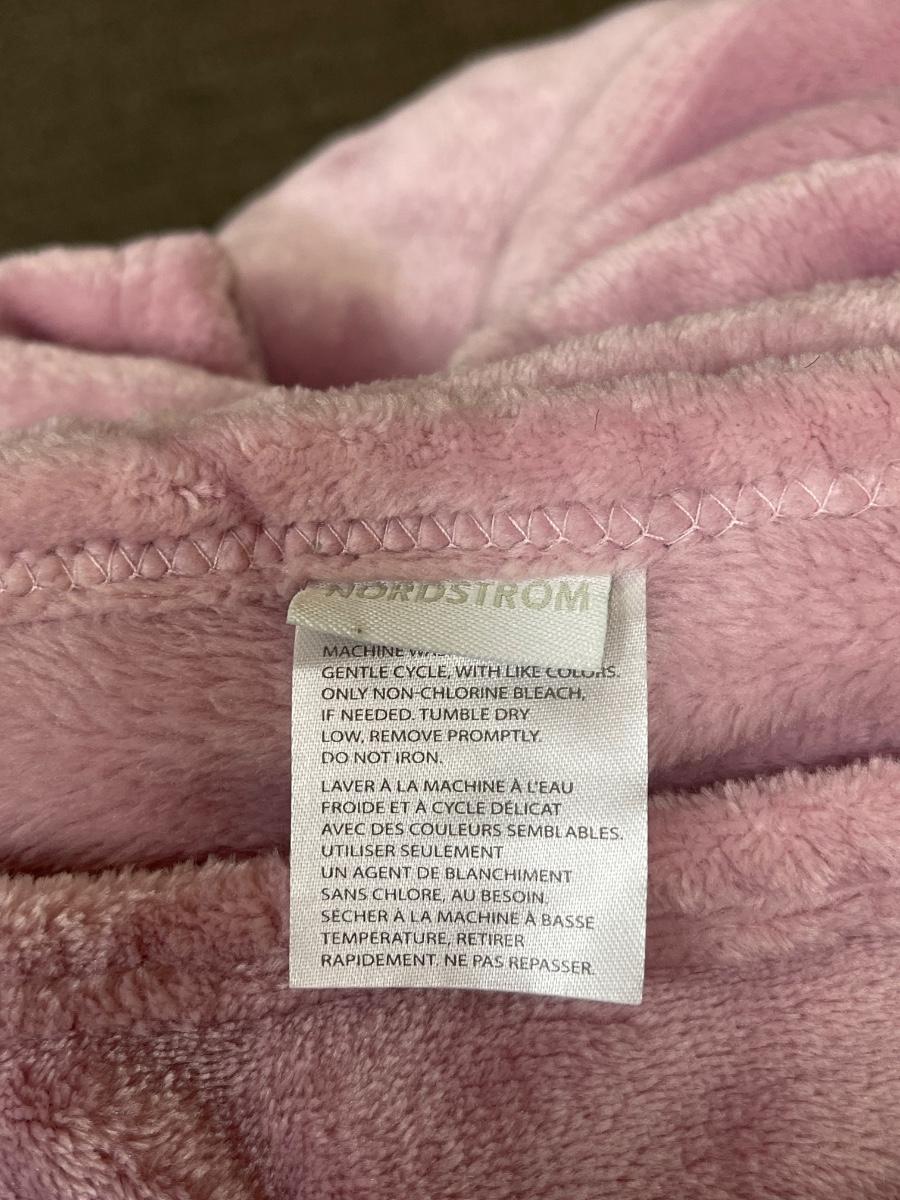 NORDSTROM
MACHINE
GENTLE CYCLE, WITH LIKE COLORS.
ONLY NON-CHLORINE BLEACH,
IF NEEDED. TUMBLE DRY
LOW, REMOVE PROMPTLY.
DO NOT IRON.
LAVER À LA MACHINE À L'EAU
FROIDE ET À CYCLE DÉLICAT
AVEC DES COULEURS SEMBLABLES.
UTILISER SEULEMENT
UN AGENT DE BLANCHIMENT
SANS CHLORE, AU BESOIN.
SÉCHER À LA MACHINE À BASSE
TEMPÉRATURE, RETIRER
RAPIDEMENT. NE PAS REPASSER.